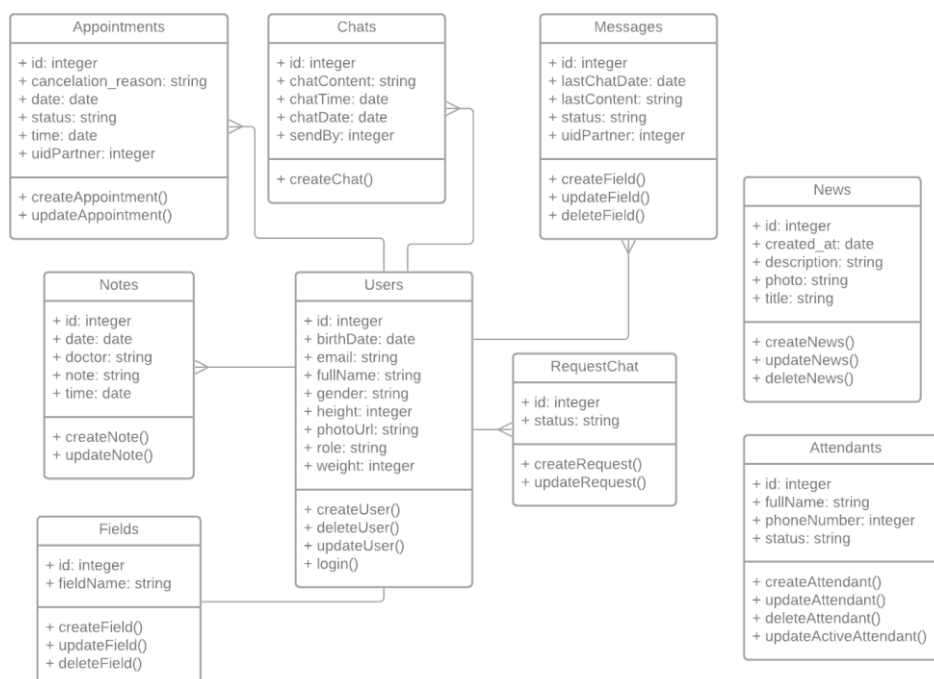 Appointments
+ id: integer
+ cancelation_reason: string
+ date: date
+ status: string
+ time: date
+ uidPartner: integer
+ createAppointment()
+ updateAppointment()
Chats
+ id: integer
+ chatContent: string
+ chatTime: date
+ chatDate: date
+ sendBy: integer
+ createChat()
Messages
+ id: integer
+ lastChatDate: date
+ lastContent: string
+ status: string
+ uidPartner: integer
+ createField()
+ updateField()
+ deleteField()
News
+ id: integer
+ created_at: date
+ description: string
+ photo: string
+ title: string
+ createNews()
+ updateNews()
+ deleteNews()
Notes
+ id: integer
+ date: date
+ doctor: string
+ note: string
+ time: date
+ createNote()
+ updateNote()
Users
+ id: integer
+ birthDate: date
+ email: string
+ fullName: string
+ gender: string
+ height: integer
+ photoUrl: string
+ role: string
+ weight: integer
+ createUser()
+ deleteUser()
+ updateUser()
+ login()
RequestChat
+ id: integer
+ status: string
+ createRequest()
+ updateRequest()
Attendants
+ id: integer
+ fullName: string
+ phoneNumber: integer
+ status: string
+ createAttendant()
+ updateAttendant()
+ deleteAttendant()
+ updateActiveAttendant()
Fields
+ id: integer
+ fieldName: string
+ createField()
+ updateField()
+ deleteField()